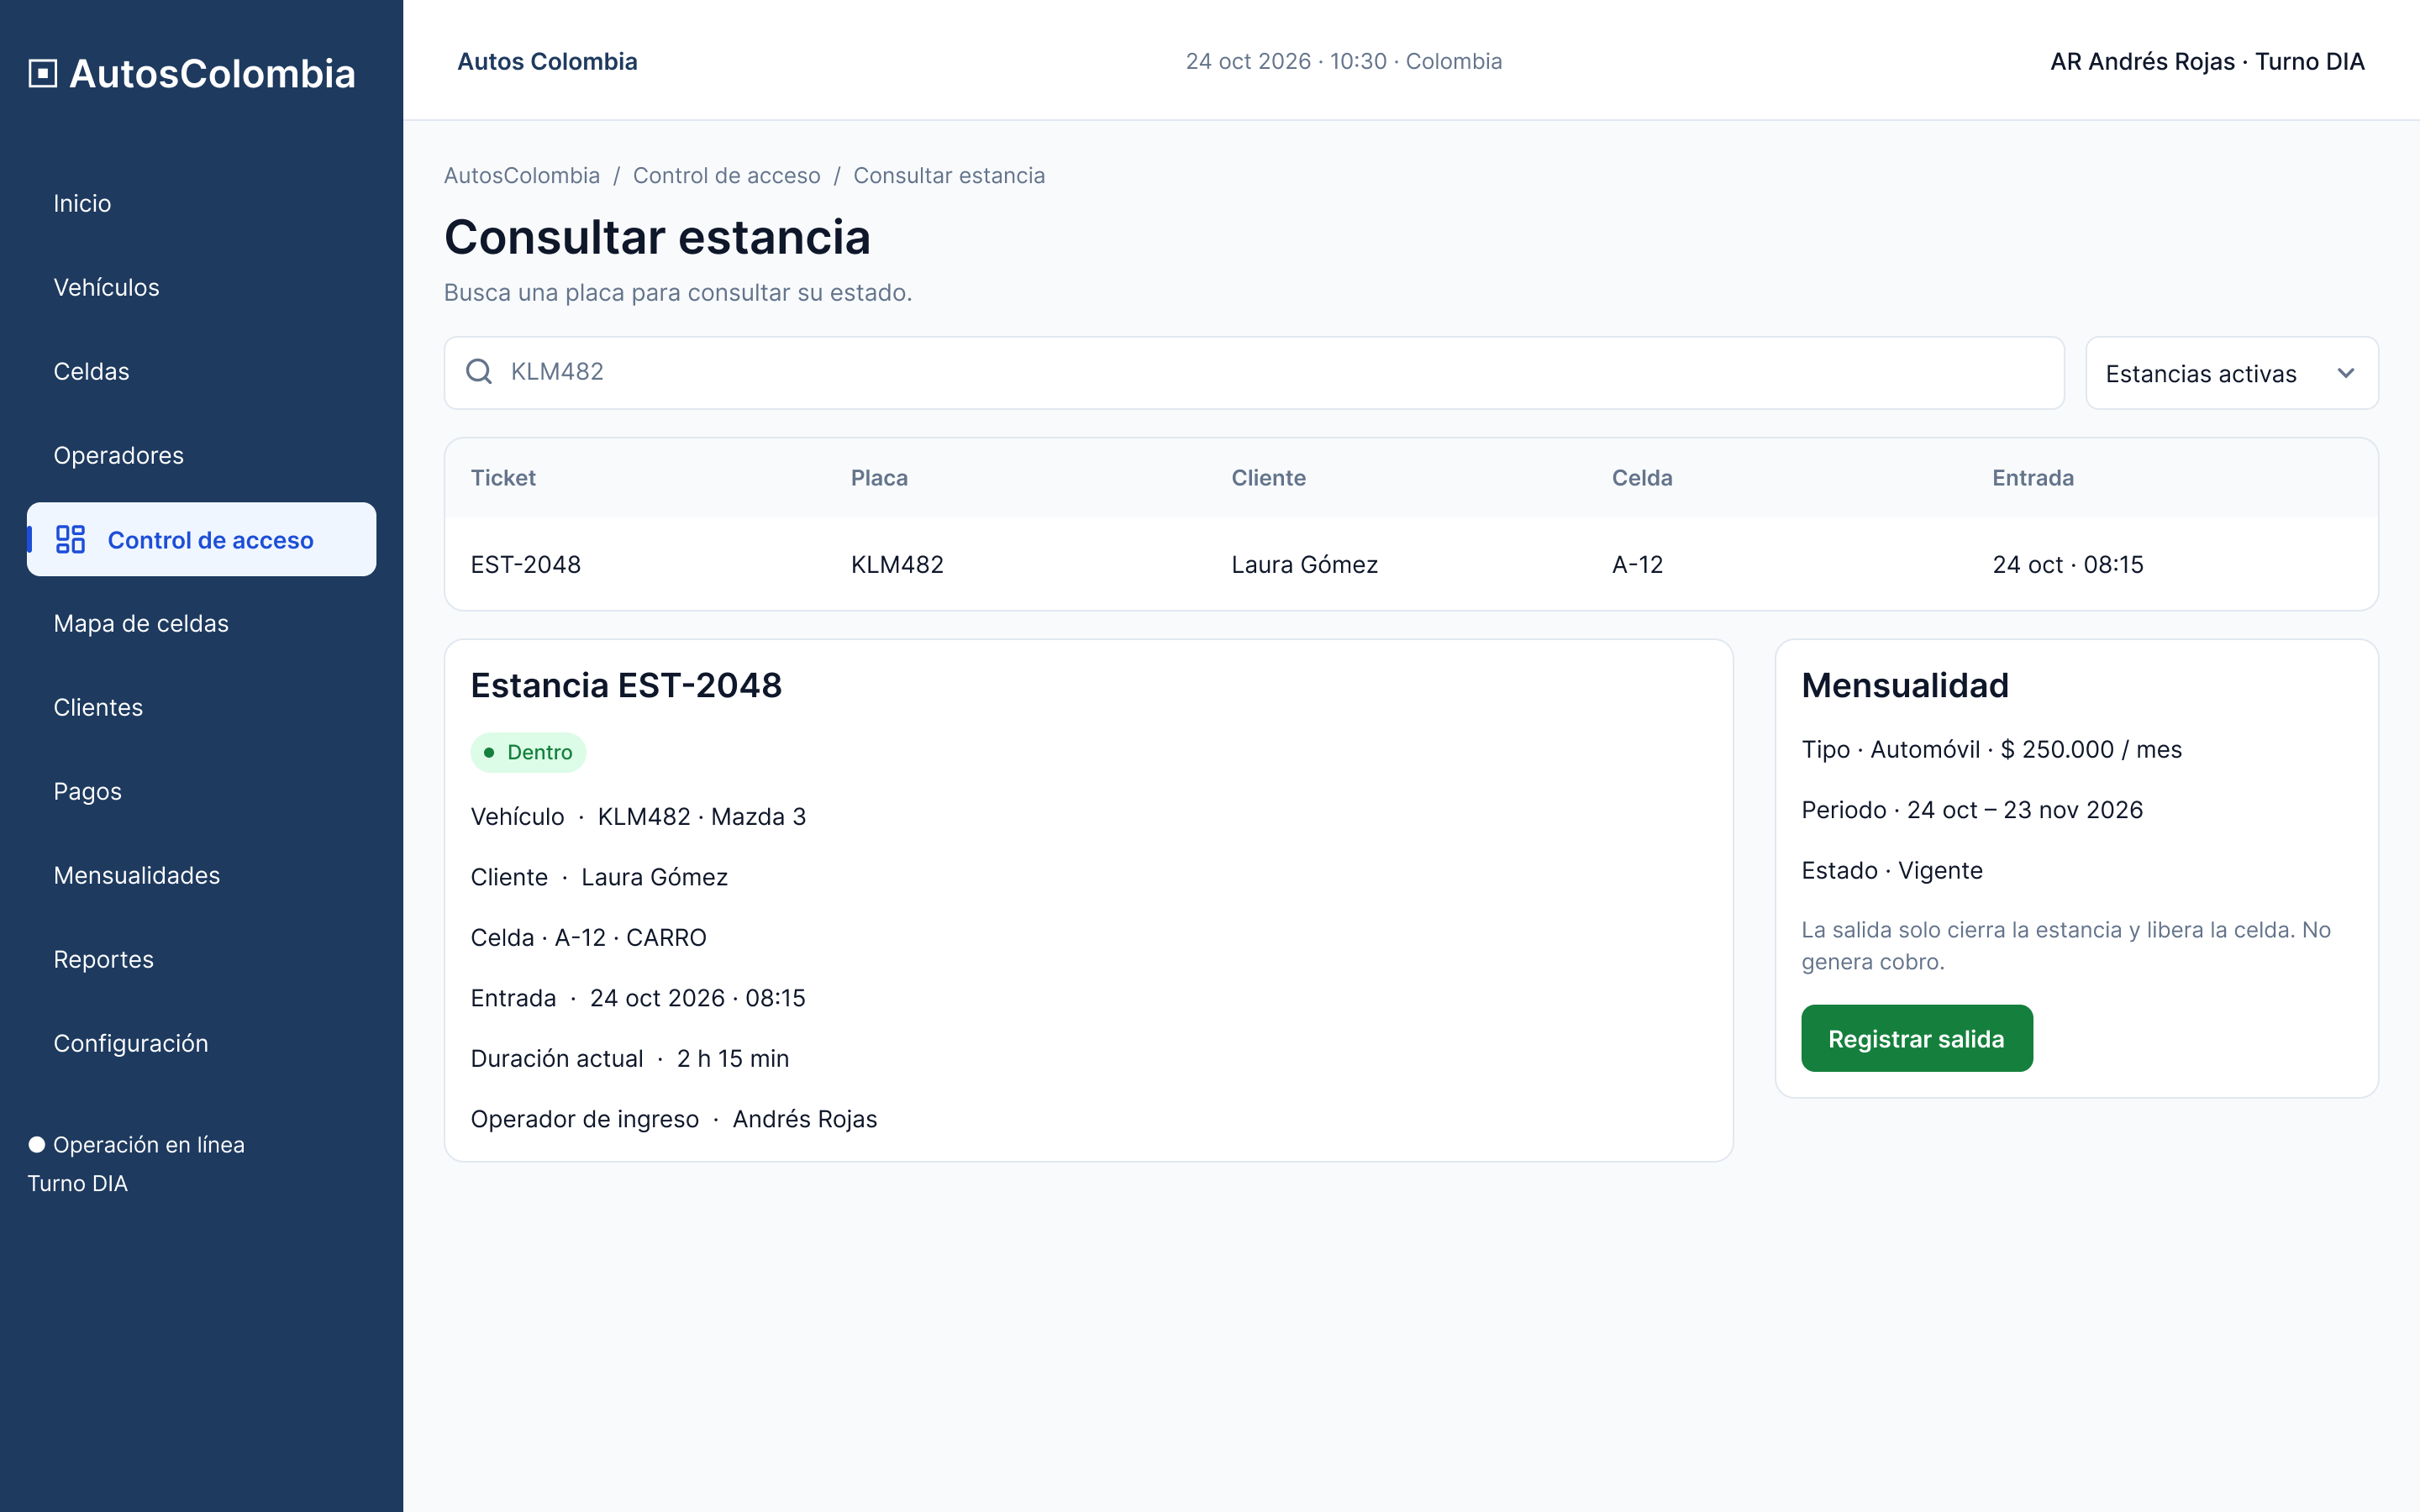 AutosColombia
Inicio
Vehículos
Celdas
Operadores
Control de acceso
Mapa de celdas
Clientes
Pagos
Mensualidades
Reportes
Configuración
Operación en línea
Turno DIA
Autos Colombia
24 oct 2026 · 10:30 · Colombia
AR Andrés Rojas · Turno DIA
AutosColombia / Control de acceso / Consultar estancia
Consultar estancia
Busca una placa para consultar su estado.
KLM482
Estancias activas
Ticket Placa Cliente Celda Entrada
EST-2048 KLM482 Laura Gómez A-12 24 oct · 08:15
Estancia EST-2048
Dentro
Vehículo · KLM482 · Mazda 3
Cliente · Laura Gómez
Celda · A-12 · CARRO
Entrada · 24 oct 2026 · 08:15
Duración actual · 2 h 15 min
Operador de ingreso · Andrés Rojas
Mensualidad
Tipo · Automóvil · $ 250.000 / mes
Periodo · 24 oct – 23 nov 2026
Estado · Vigente
La salida solo cierra la estancia y libera la celda. No
genera cobro.
Registrar salida